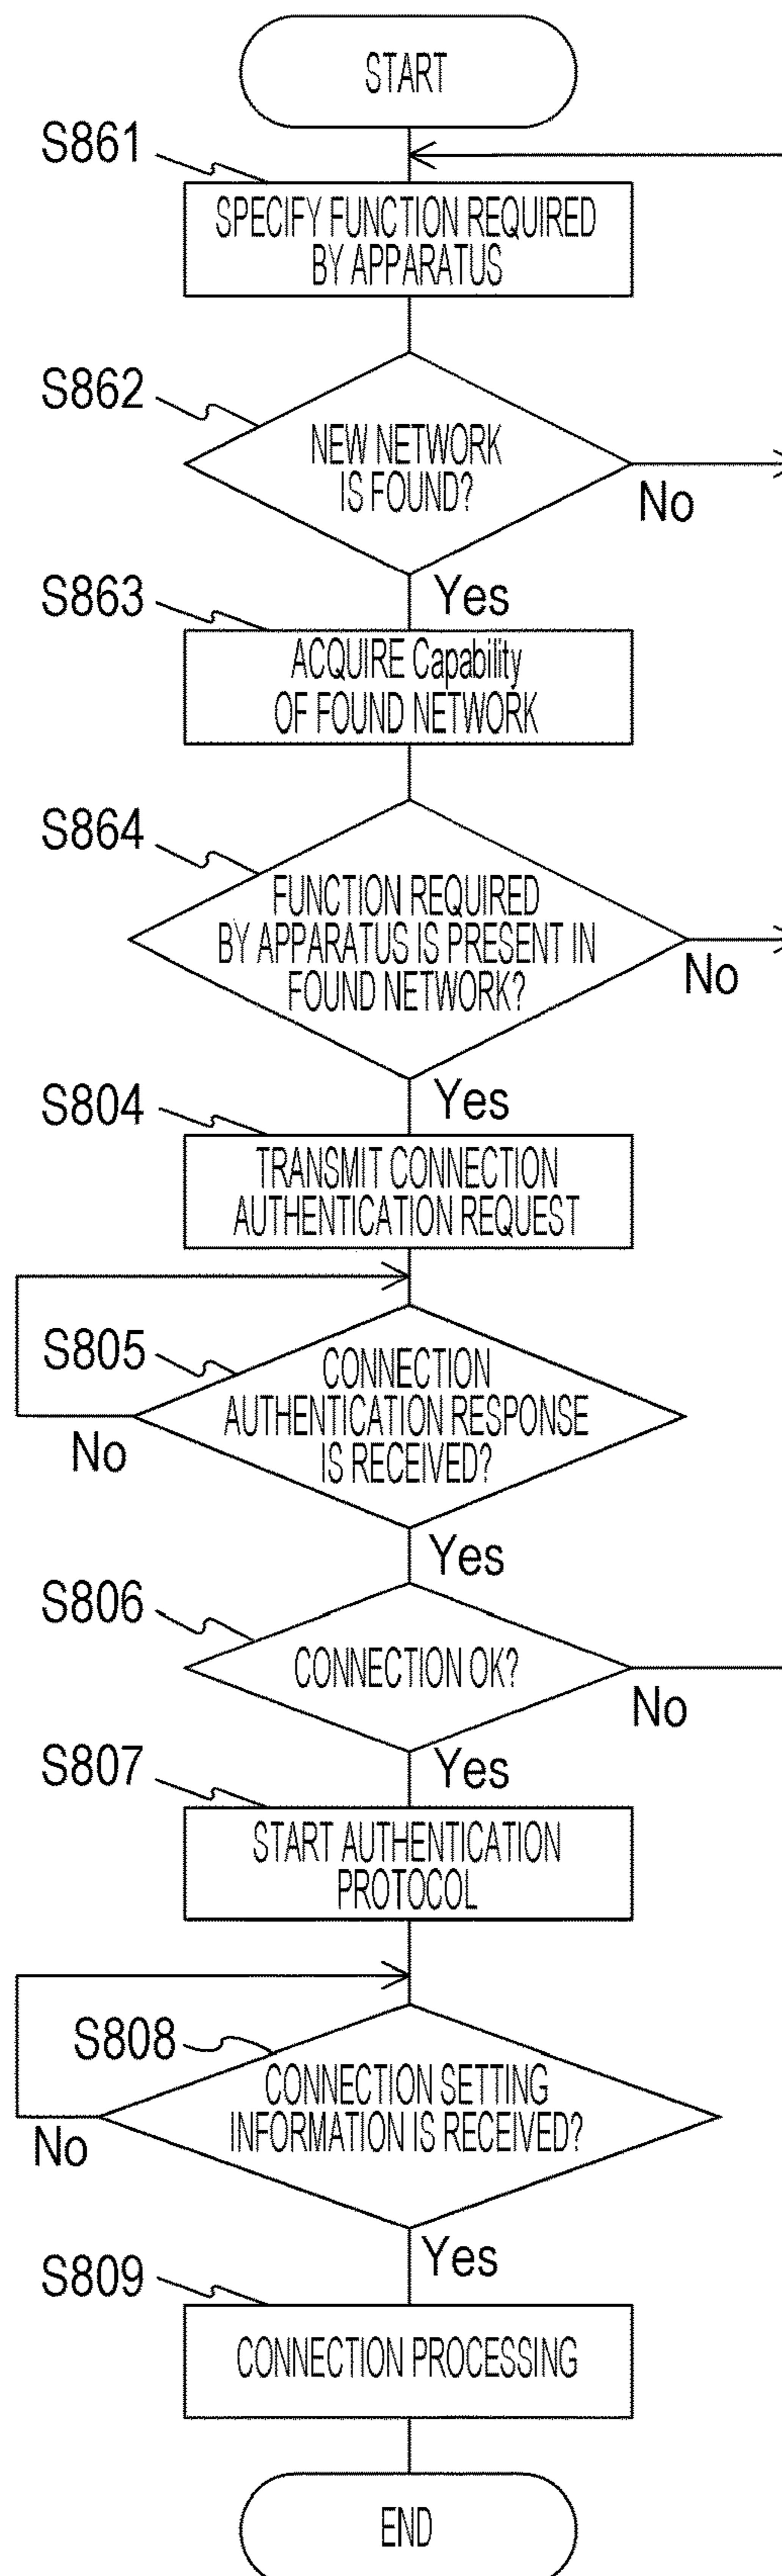 START
S861
SPECIFY FUNCTION REQUIRED
BY APPARATUS
S862
NEW NETWORK
IS FOUND?
No
Yes
S863
ACQUIRE Capability
OF FOUND NETWORK
S864
FUNCTION REQUIRED
BY APPARATUS IS PRESENT IN
FOUND NETWORK?
No
Yes
S804
TRANSMIT CONNECTION
AUTHENTICATION REQUEST
S805
CONNECTION
AUTHENTICATION RESPONSE
IS RECEIVED?
No
Yes
S806
CONNECTION OK?
No
Yes
S807
START AUTHENTICATION
PROTOCOL
S808
CONNECTION SETTING
INFORMATION IS RECEIVED?
No
Yes
S809
CONNECTION PROCESSING
END